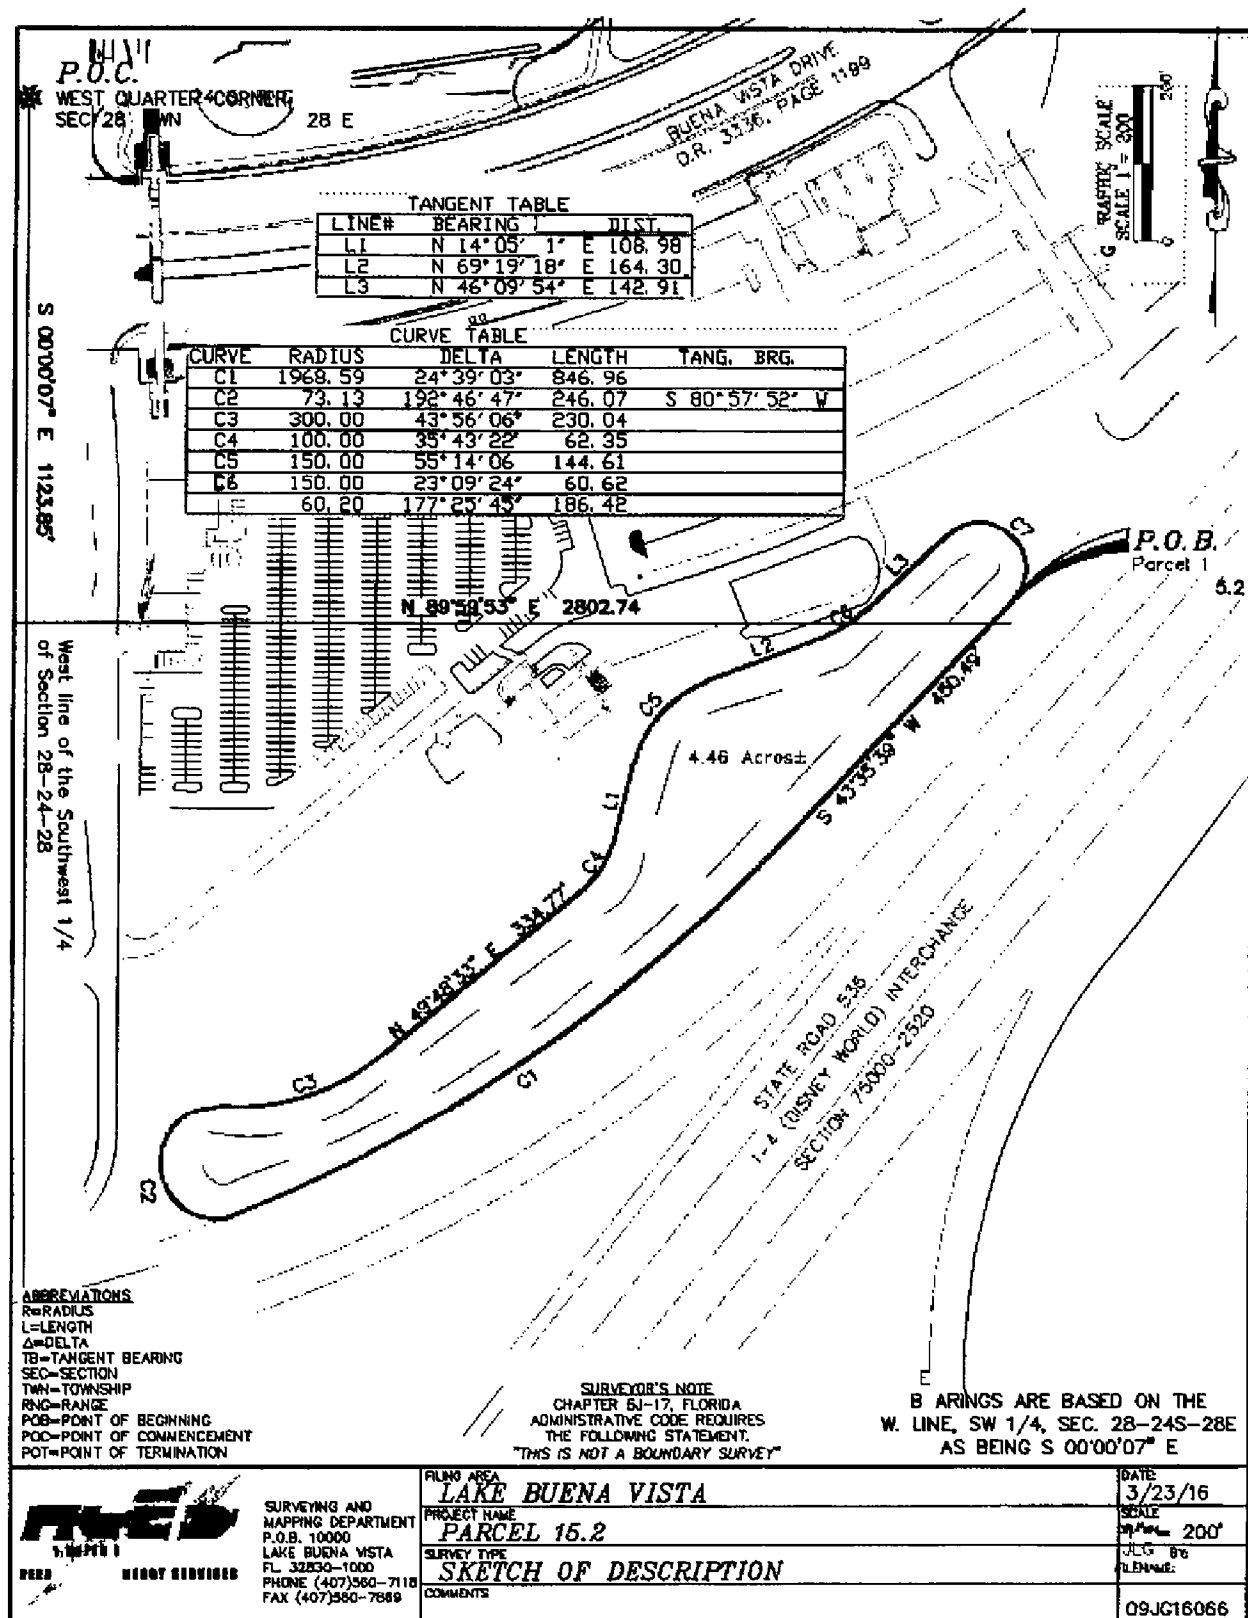 P.O.C.
WEST QUARTER CORNER
SEC 28
28 E
BUENA VISTA DRIVE
O.R. 3336, PAGE 1199
SCALE 1 = 200
200'
0
G
TANGENT TABLE
LINE# BEARING DIST.
L1 N 14°05' 1" E 108.98
L2 N 69°19'18" E 164.30
L3 N 46°09'54" E 142.91
CURVE TABLE
CURVE RADIUS DELTA LENGTH TANG. BRG.
C1 1968.59 24°39'03" 846.96
C2 73.13 192°46'47" 246.07 S 80°57'52" W
C3 300.00 43°56'06" 230.04
C4 100.00 35°43'22" 62.35
C5 150.00 55°14'06 144.61
C6 150.00 23°09'24" 60.62
60.20 177°25'45" 186.42
S 00°00'07" E 1123.85'
P.O.B.
Parcel 1
5.2
C7
L3
C6
N 89°59'53" E 2802.74
L2
C5
4.46 Acres±
S 43°35'39" W 450.49'
L1
C4
West line of the Southwest 1/4
of Section 28-24-28
N 49°48'33" E 334.77'
STATE ROAD 536
I-4 (DISNEY WORLD) INTERCHANGE
SECTION 75000-2520
C3
C1
C2
ABBREVIATIONS
R=RADIUS
L=LENGTH
Δ=DELTA
TB=TANGENT BEARING
SEC=SECTION
TWN=TOWNSHIP
RNG=RANGE
POB=POINT OF BEGINNING
POC=POINT OF COMMENCEMENT
POT=POINT OF TERMINATION
SURVEYOR'S NOTE
CHAPTER 5J-17, FLORIDA
ADMINISTRATIVE CODE REQUIRES
THE FOLLOWING STATEMENT.
"THIS IS NOT A BOUNDARY SURVEY"
E
B ARINGS ARE BASED ON THE
W. LINE, SW 1/4, SEC. 28-24S-28E
AS BEING S 00°00'07" E
SURVEYING AND
MAPPING DEPARTMENT
P.O.B. 10000
LAKE BUENA VISTA
FL 32830-1000
PHONE (407)560-7118
FAX (407)560-7669
FILING AREA
LAKE BUENA VISTA
PROJECT NAME
PARCEL 15.2
SURVEY TYPE
SKETCH OF DESCRIPTION
COMMENTS
DATE:
3/23/16
SCALE
200'
JLG
09JG16066